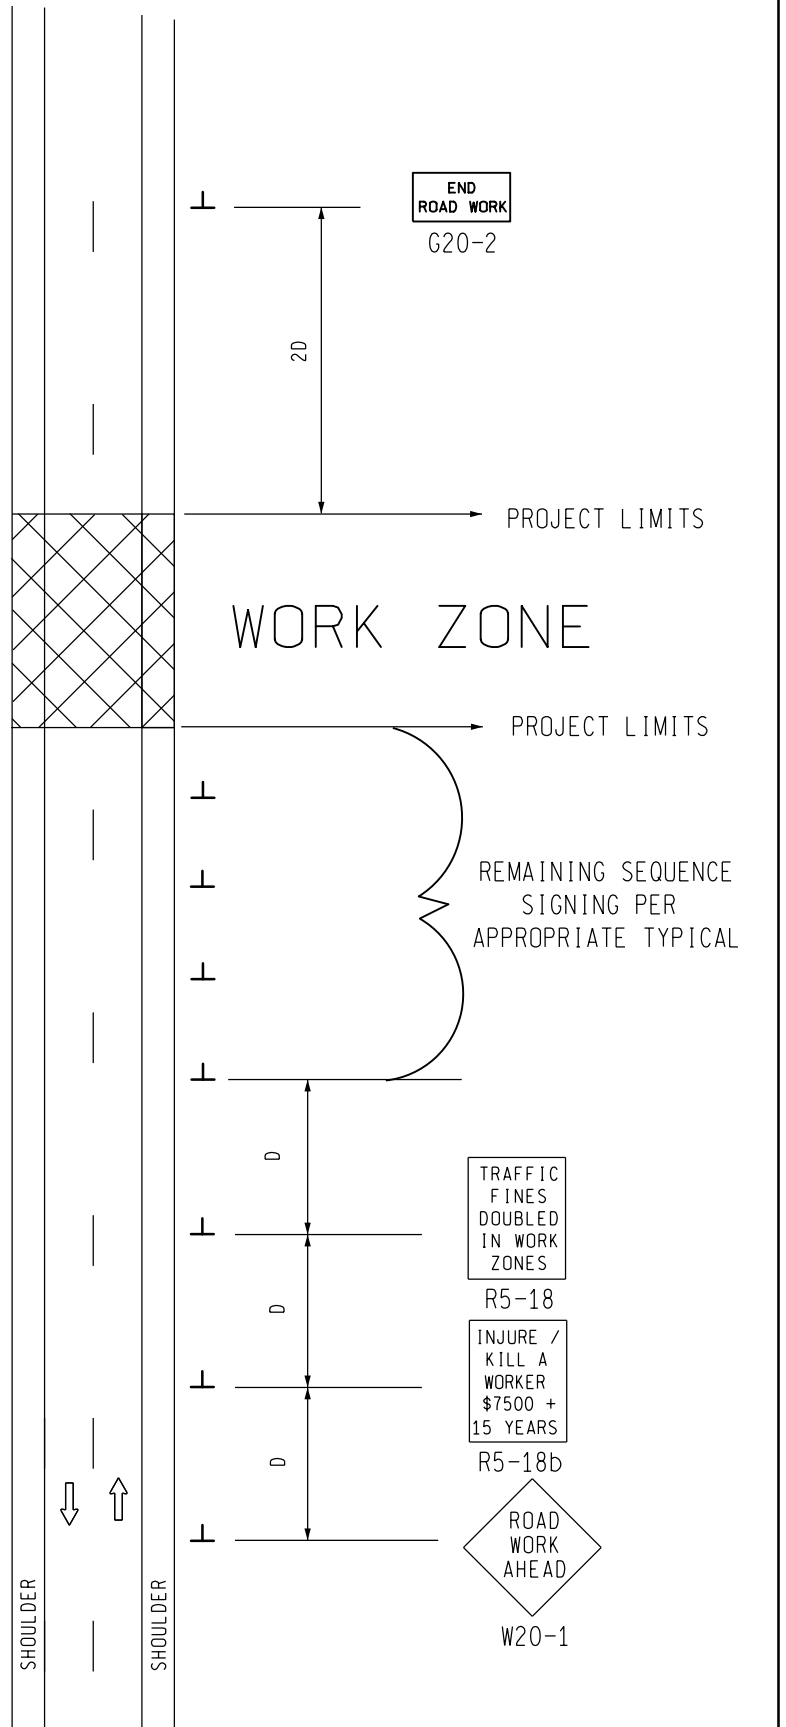 END
ROAD WORK
G20-2
2D
PROJECT LIMITS
WORK ZONE
PROJECT LIMITS
REMAINING SEQUENCE
SIGNING PER
APPROPRIATE TYPICAL
D
TRAFFIC
FINES
DOUBLED
IN WORK
ZONES
R5-18
D
INJURE /
KILL A
WORKER
$7500 +
15 YEARS
R5-18b
D
ROAD
WORK
AHEAD
W20-1
SHOULDER
SHOULDER